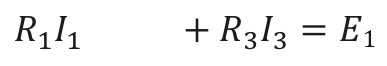 R₁I₁ + R₃I₃ = E₁